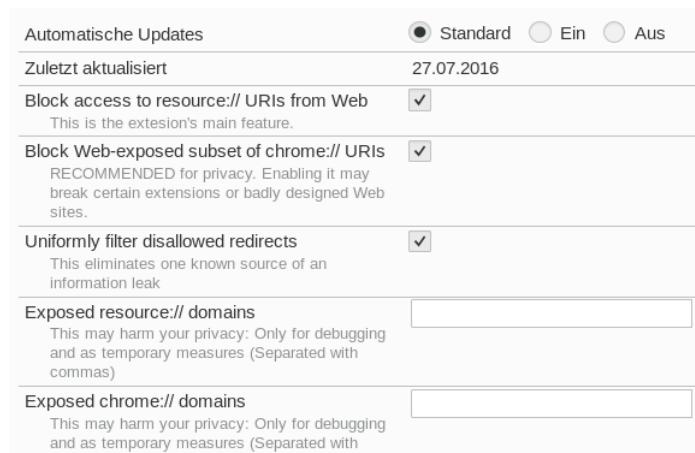 Automatische Updates Standard Ein Aus
Zuletzt aktualisiert 27.07.2016
Block access to resource:// URIs from Web
This is the extesion's main feature.
Block Web-exposed subset of chrome:// URIs
RECOMMENDED for privacy. Enabling it may
break certain extensions or badly designed Web
sites.
Uniformly filter disallowed redirects
This eliminates one known source of an
information leak
Exposed resource:// domains
This may harm your privacy: Only for debugging
and as temporary measures (Separated with
commas)
Exposed chrome:// domains
This may harm your privacy: Only for debugging
and as temporary measures (Separated with